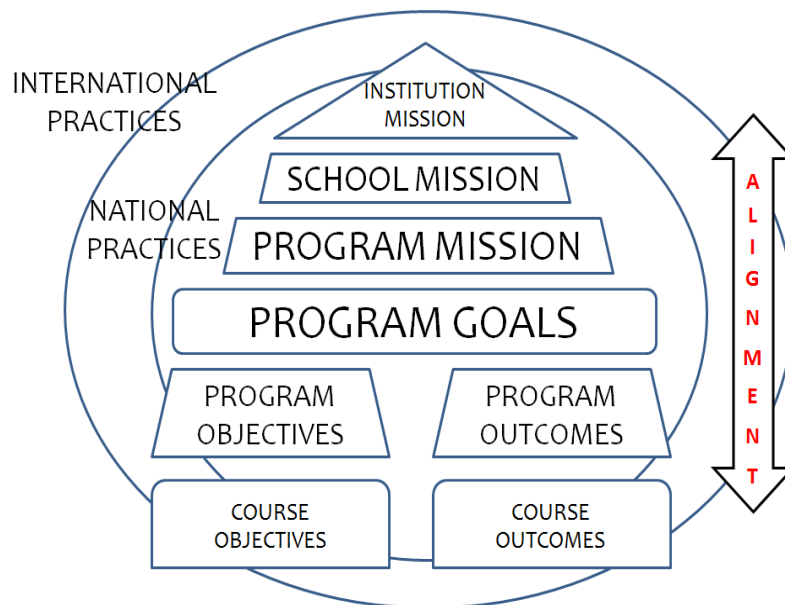 INTERNATIONAL
PRACTICES
INSTITUTION
MISSION
SCHOOL MISSION
NATIONAL
PRACTICES
PROGRAM MISSION
PROGRAM GOALS
PROGRAM
OBJECTIVES
PROGRAM
OUTCOMES
COURSE
OBJECTIVES
COURSE
OUTCOMES
ALIGNMENT